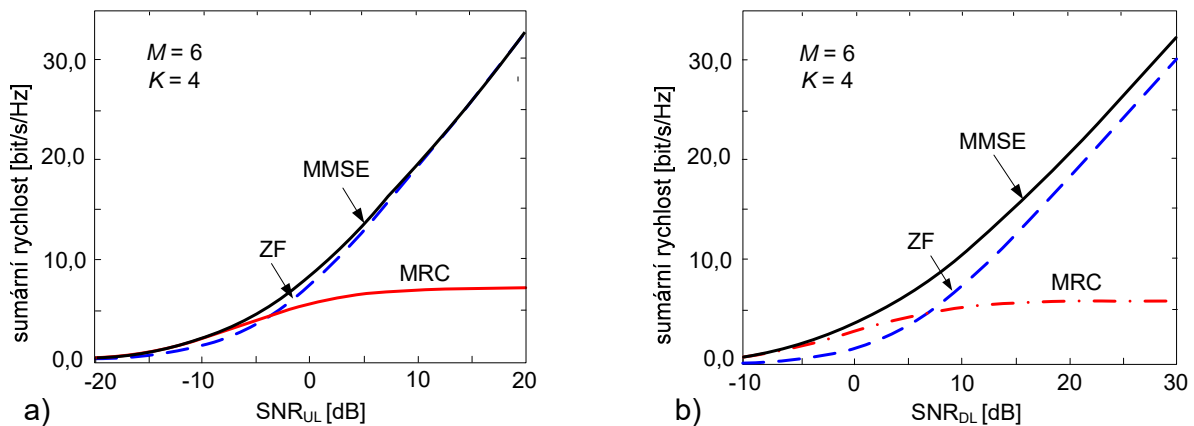 sumární rychlost [bit/s/Hz]
30,0
20,0
10,0
0,0
M = 6
K = 4
MMSE
ZF
MRC
-20
-10
0
10
20
SNRUL [dB]
a)
sumární rychlost [bit/s/Hz]
30,0
20,0
10,0
0,0
M = 6
K = 4
MMSE
ZF
MRC
-10
0
10
20
30
SNRDL [dB]
b)